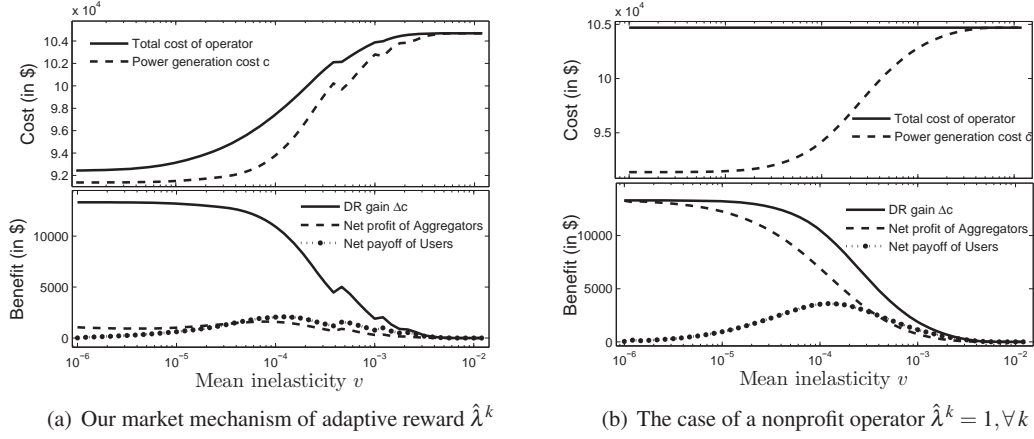 x 10⁴
10.4
10.2
10
9.8
9.6
9.4
9.2
Cost (in $)
Total cost of operator
Power generation cost c
10000
5000
0
Benefit (in $)
DR gain Δc
Net profit of Aggregators
Net payoff of Users
10⁻⁶ 10⁻⁵ 10⁻⁴ 10⁻³ 10⁻²
Mean inelasticity v
(a) Our market mechanism of adaptive reward λ̂ᵏ
x 10⁴
10.5
10
9.5
Cost (in $)
Total cost of operator
Power generation cost
10000
5000
0
Benefit (in $)
DR gain Δc
Net profit of Aggregators
Net payoff of Users
10⁻⁶ 10⁻⁵ 10⁻⁴ 10⁻³ 10⁻²
Mean inelasticity v
(b) The case of a nonprofit operator λ̂ᵏ = 1,∀k